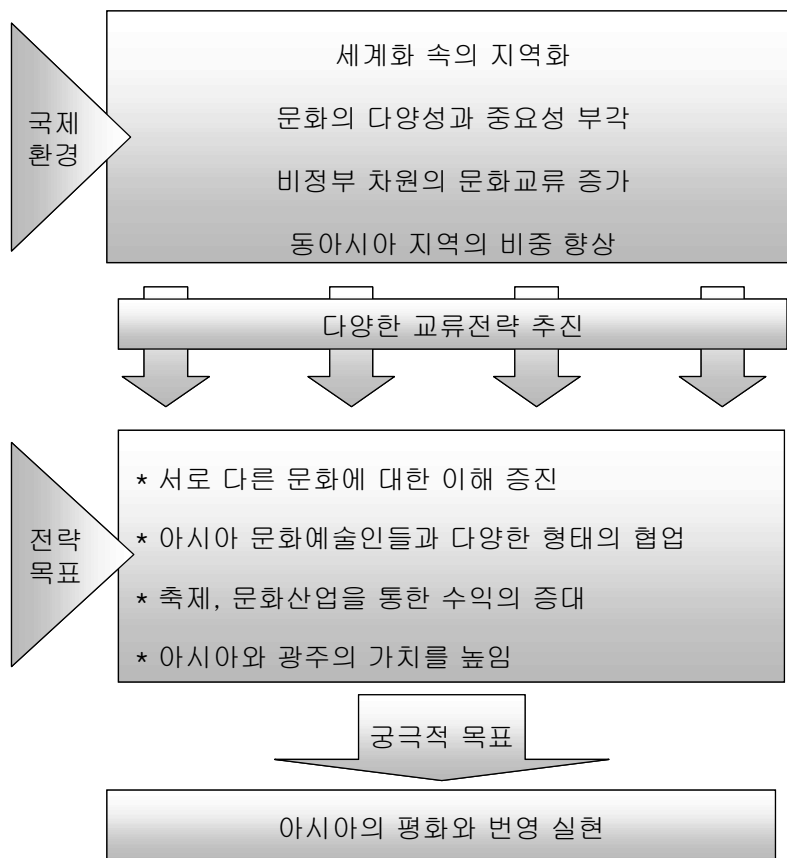 국제
환경
세계화 속의 지역화
문화의 다양성과 중요성 부각
비정부 차원의 문화교류 증가
동아시아 지역의 비중 향상
다양한 교류전략 추진
전략
목표
* 서로 다른 문화에 대한 이해 증진
* 아시아 문화예술인들과 다양한 형태의 협업
* 축제, 문화산업을 통한 수익의 증대
* 아시아와 광주의 가치를 높임
궁극적 목표
아시아의 평화와 번영 실현